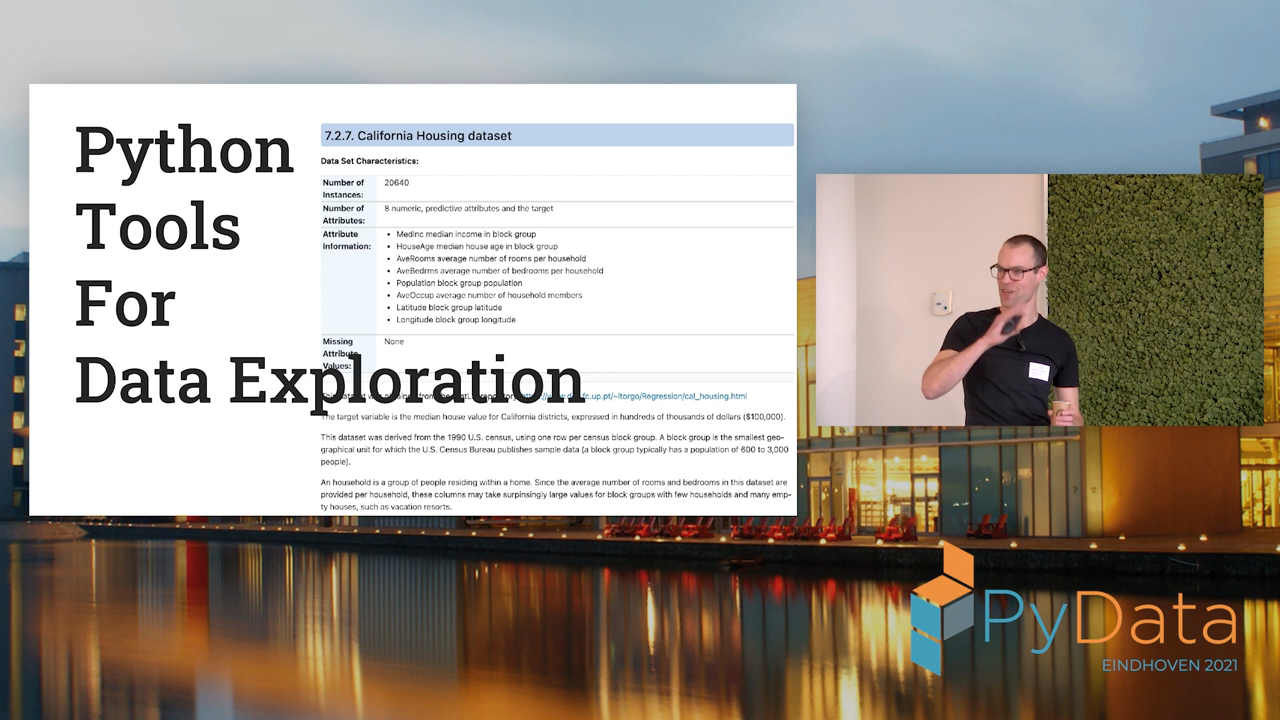 Python
Tools
For
Data Exploration
7.2.7. California Housing dataset
Data Set Characteristics:
Number of Instances:
20640
Number of Attributes:
8 numeric, predictive attributes and the target
Attribute Information:
• MedInc median income in block group
• HouseAge median house age in block group
• AveRooms average number of rooms per household
• AveBedrms average number of bedrooms per household
• Population block group population
• AveOccup average number of household members
• Latitude block group latitude
• Longitude block group longitude
Missing Attribute Values:
None
from the repository /~ltorgo/Regression/cal_housing.html
The target variable is the median house value for California districts, expressed in hundreds of thousands of dollars ($100,000).
This dataset was derived from the 1990 U.S. census, using one row per census block group. A block group is the smallest geo-
graphical unit for which the U.S. Census Bureau publishes sample data (a block group typically has a population of 600 to 3,000
people).
An household is a group of people residing within a home. Since the average number of rooms and bedrooms in this dataset are
provided per household, these columns may take surpinsingly large values for block groups with few households and many emp-
ty houses, such as vacation resorts.
PyData
EINDHOVEN 2021